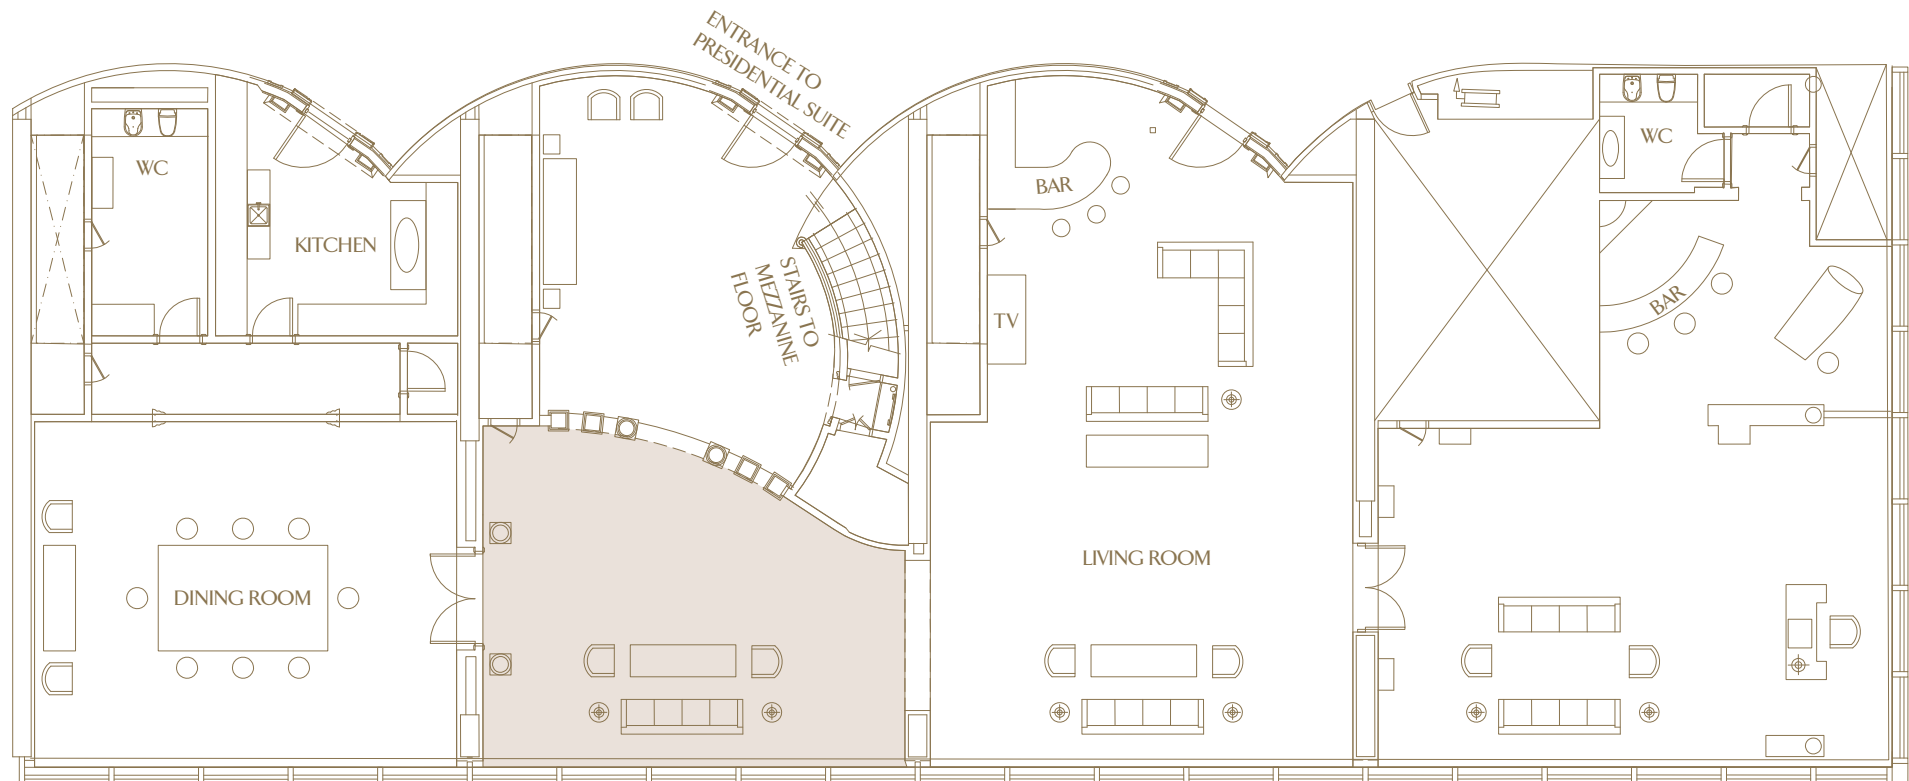 ENTRANCE TO
PRESIDENTIAL SUITE
WC
KITCHEN
STAIRS TO
MEZZANINE
FLOOR
BAR
TV
WC
BAR
DINING ROOM
LIVING ROOM